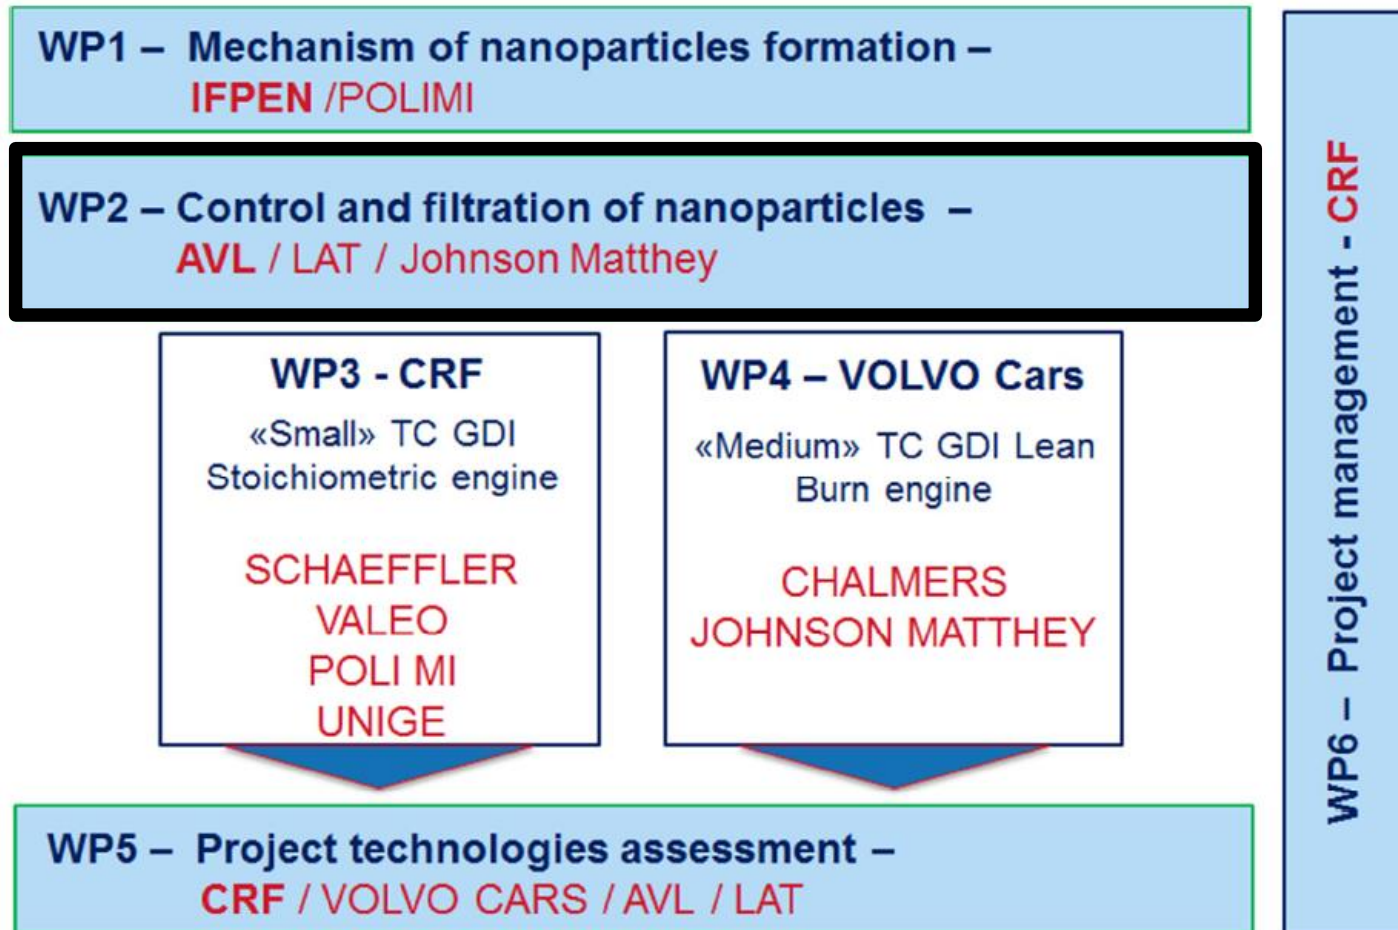 WP1 – Mechanism of nanoparticles formation –
IFPEN /POLIMI
WP2 – Control and filtration of nanoparticles –
AVL / LAT / Johnson Matthey
WP3 - CRF
«Small» TC GDI
Stoichiometric engine
SCHAEFFLER
VALEO
POLI MI
UNIGE
WP4 – VOLVO Cars
«Medium» TC GDI Lean
Burn engine
CHALMERS
JOHNSON MATTHEY
WP5 – Project technologies assessment –
CRF / VOLVO CARS / AVL / LAT
WP6 – Project management - CRF